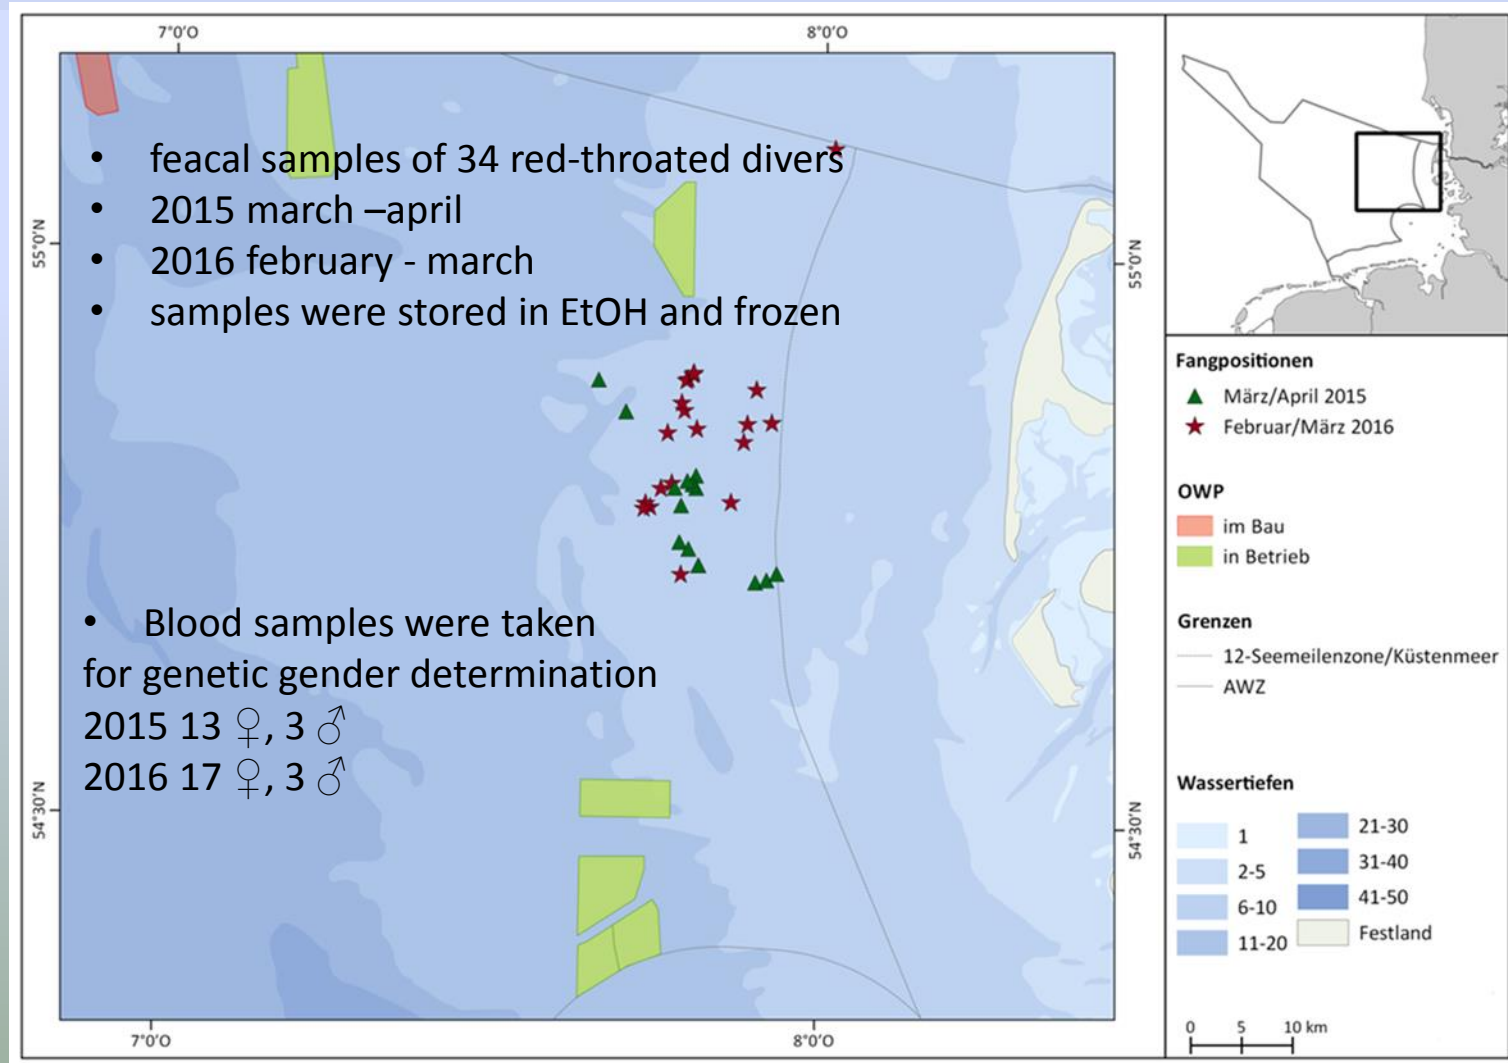 7°0'O
8°0'O
• feacal samples of 34 red-throated divers
• 2015 march –april
• 2016 february - march
• samples were stored in EtOH and frozen
55°0'N
55°0'N
• Blood samples were taken
for genetic gender determination
2015 13 ♀, 3 ♂
2016 17 ♀, 3 ♂
54°30'N
54°30'N
7°0'O
8°0'O
Fangpositionen
März/April 2015
Februar/März 2016
OWP
im Bau
in Betrieb
Grenzen
12-Seemeilenzone/Küstenmeer
AWZ
Wassertiefen
1
2-5
6-10
11-20
21-30
31-40
41-50
Festland
0 5 10 km